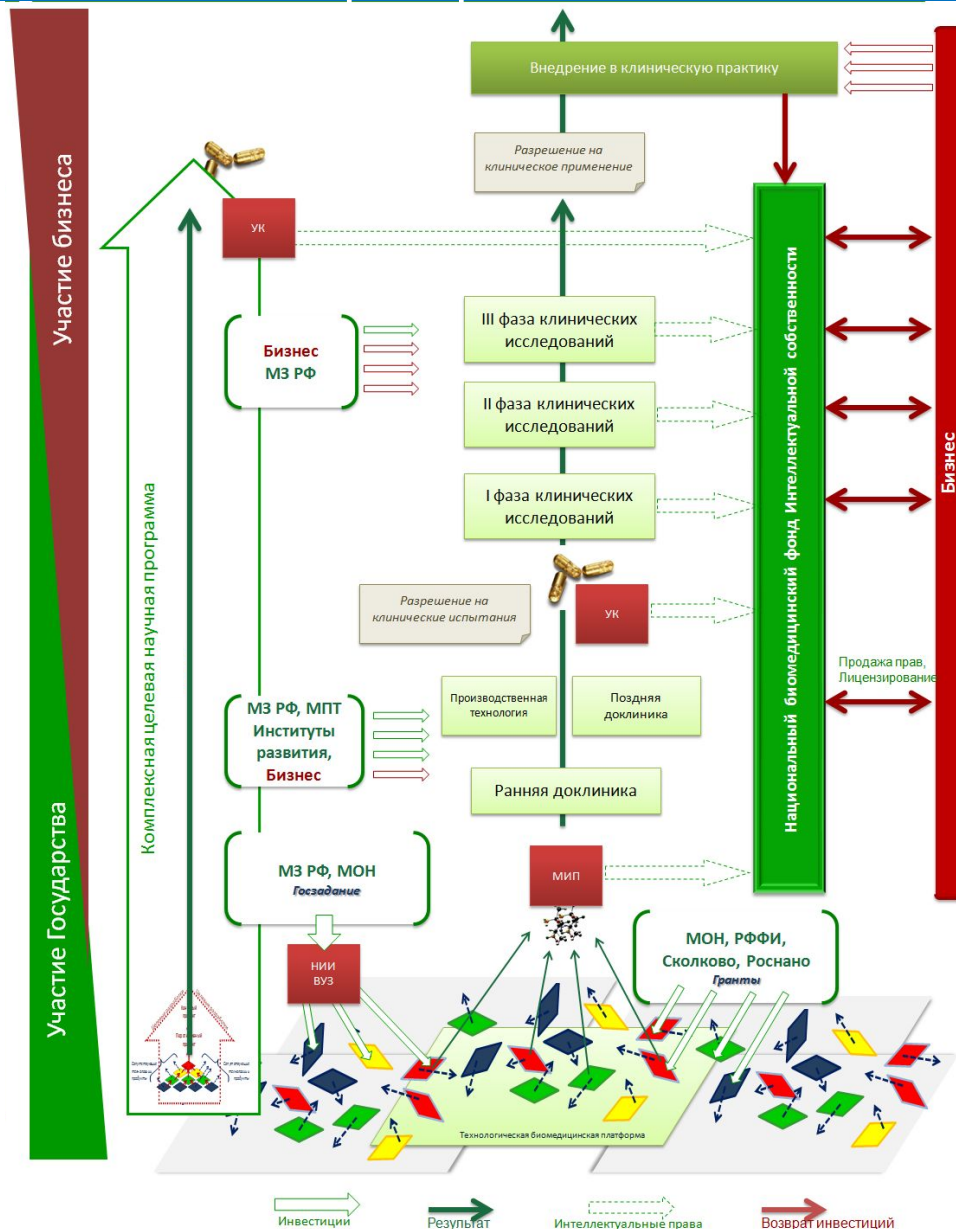 Внедрение в клиническую практику
Участие бизнеса
Разрешение на
клиническое применение
УК
III фаза клинических
исследований
Бизнес
МЗ РФ
II фаза клинических
исследований
I фаза клинических
исследований
Национальный биомедицинский фонд Интеллектуальной собственности
Бизнес
Комплексная целевая научная программа
Разрешение на
клинические испытания
УК
Продажа прав,
Лицензирование
МЗ РФ, МПТ
Институты
развития,
Бизнес
Производственная
технология
Поздняя
доклиника
Ранняя доклиника
Участие Государства
МЗ РФ, МОН
Госзадание
МИП
МОН, РФФИ,
Сколково, Роснано
Гранты
НИИ
ВУЗ
Технологическая биомедицинская платформа
Инвестиции
Результат
Интеллектуальные права
Возврат инвестиций